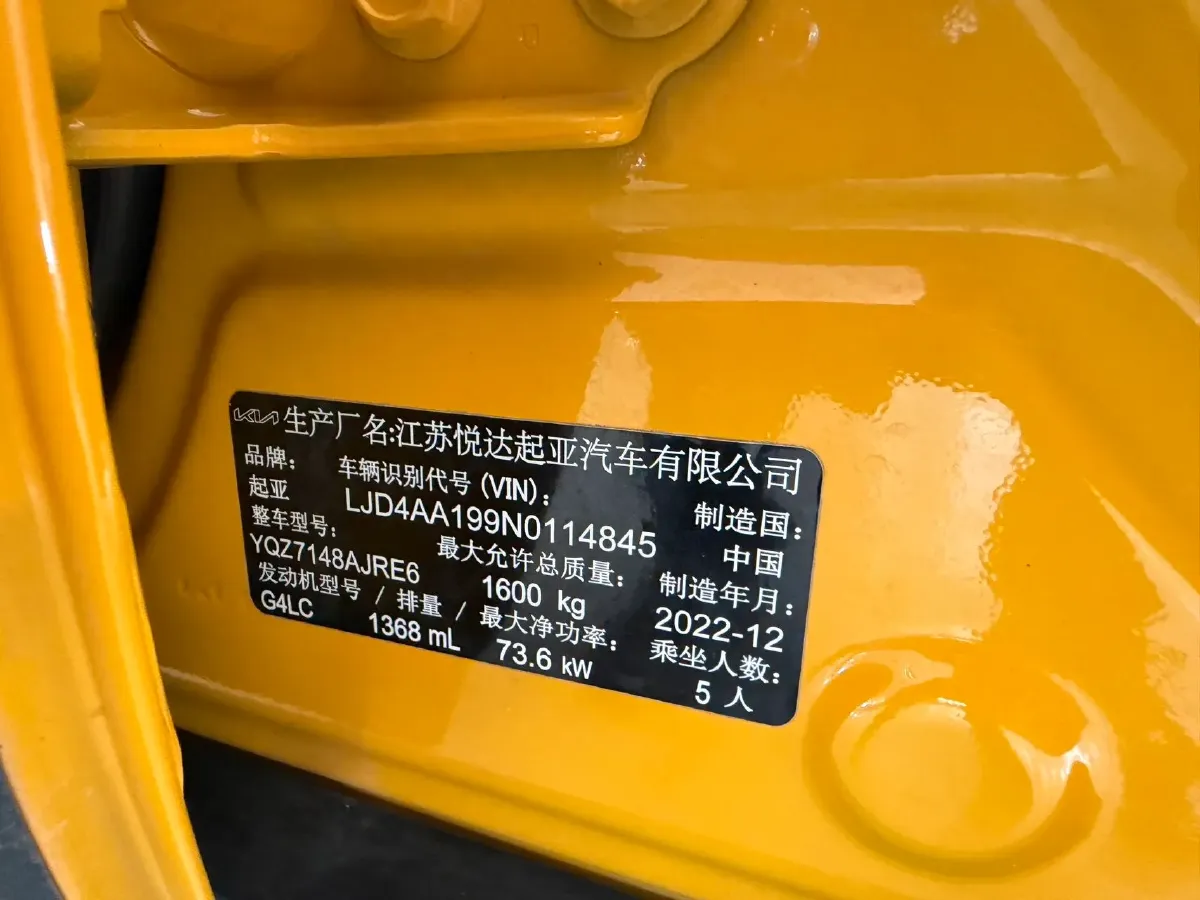 KIA 生产厂名:江苏悦达起亚汽车有限公司
品牌: 车辆识别代号 (VIN): 制造国:
起亚 LJD4AA199N0114845 中国
整车型号: 最大允许总质量: 制造年月:
YQZ7148AJRE6 1600 kg 2022-12
发动机型号 / 排量 / 最大净功率: 乘坐人数:
G4LC 1368 mL 73.6 kW 5 人